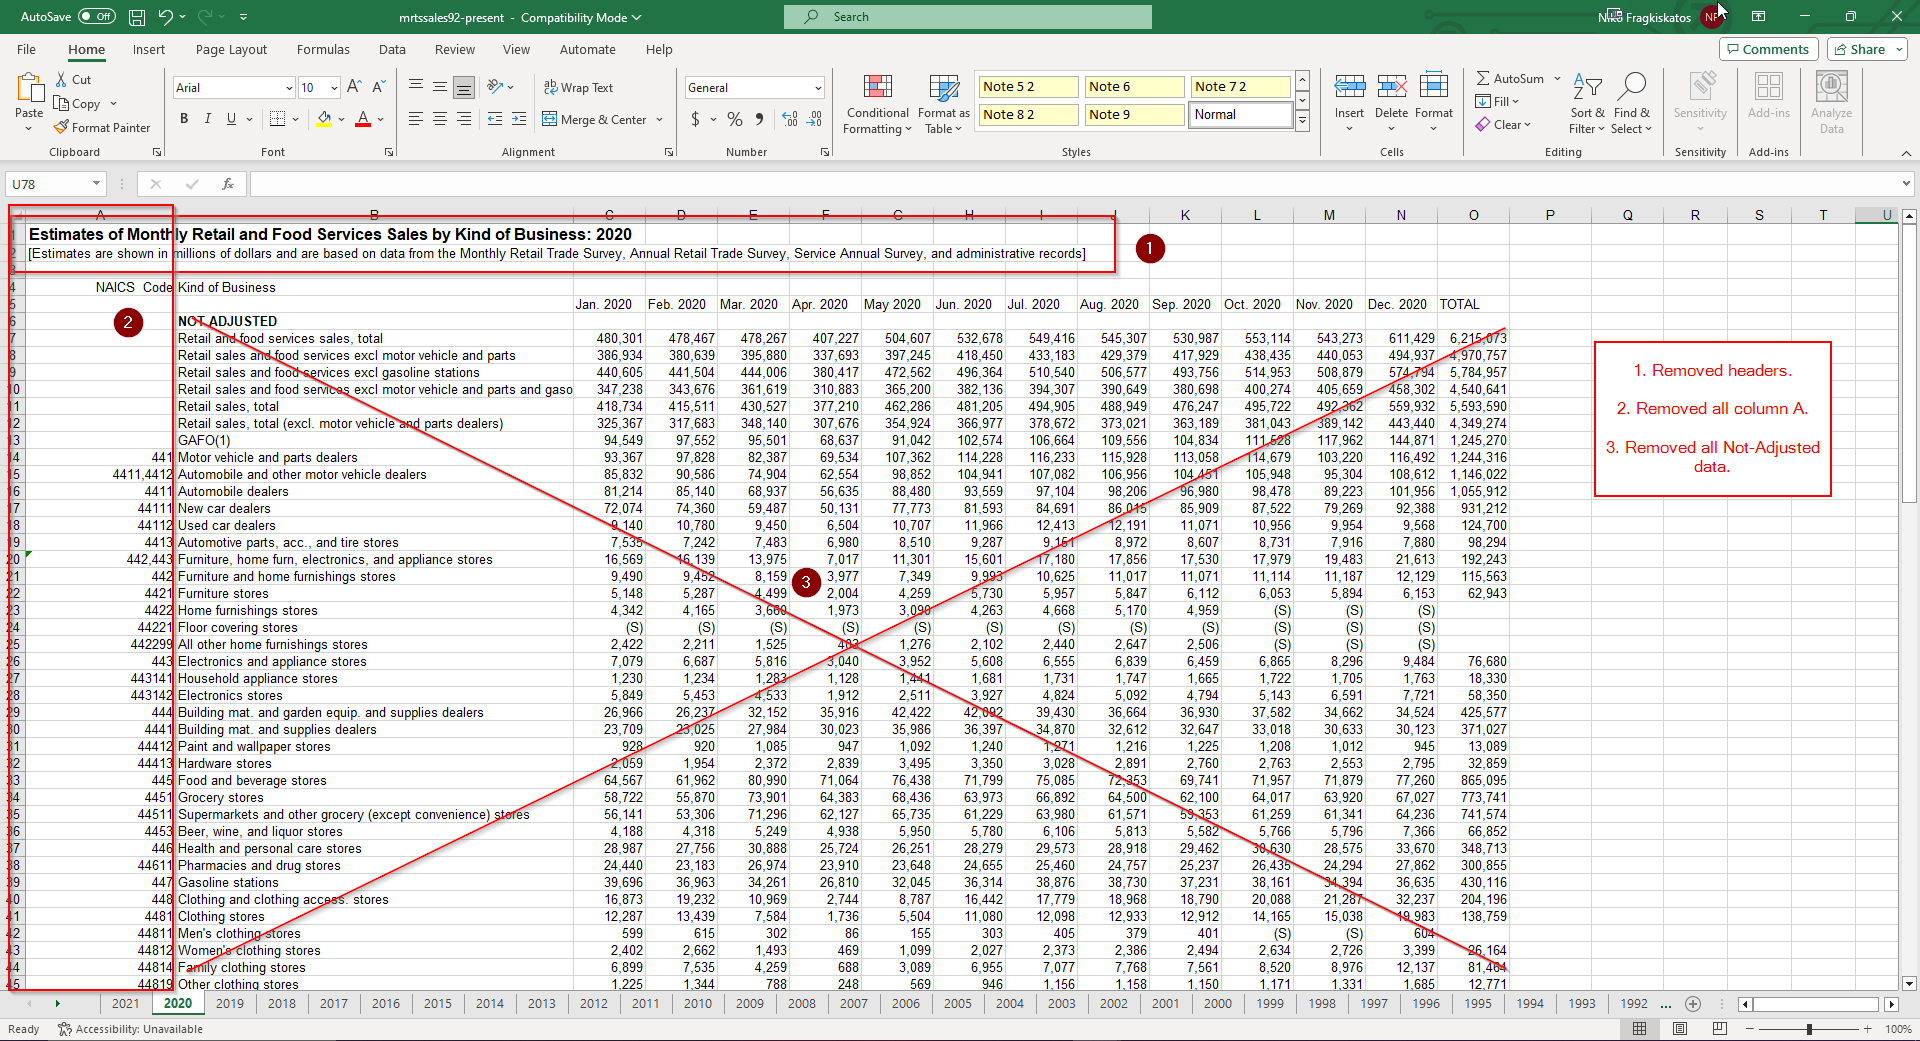 AutoSave Off mrtssales92-present - Compatibility Mode Search Fragkiskatos
File Home Insert Page Layout Formulas Data Review View Automate Help Comments Share
Paste Cut Copy Format Painter Clipboard
Arial 10 B I U A Font
Wrap Text Merge & Center Alignment
General $ % Number
Conditional Formatting Format as Table Note 5 2 Note 6 Note 7 2 Note 8 2 Note 9 Normal Styles
Insert Delete Format Cells
AutoSum Fill Clear Sort & Filter Find & Select Editing
Sensitivity Sensitivity Add-ins Add-ins Analyze Data
U78 fx
A B C D E F G H I J K L M N O P Q R S T U
Estimates of Monthly Retail and Food Services Sales by Kind of Business: 2020
[Estimates are shown in millions of dollars and are based on data from the Monthly Retail Trade Survey, Annual Retail Trade Survey, Service Annual Survey, and administrative records]
1
4 NAICS Code Kind of Business
5 Jan. 2020 Feb. 2020 Mar. 2020 Apr. 2020 May 2020 Jun. 2020 Jul. 2020 Aug. 2020 Sep. 2020 Oct. 2020 Nov. 2020 Dec. 2020 TOTAL
2
6 NOT ADJUSTED
7 Retail and food services sales, total 480,301 478,467 478,267 407,227 504,607 532,678 549,416 545,307 530,987 553,114 543,273 611,429 6,215,073
8 Retail sales and food services excl motor vehicle and parts 386,934 380,639 395,880 337,693 397,245 418,450 433,183 429,379 417,929 438,435 440,053 494,937 4,970,757
9 Retail sales and food services excl gasoline stations 440,605 441,504 444,006 380,417 472,562 496,364 510,540 506,577 493,756 514,953 508,879 574,794 5,784,957
10 Retail sales and food services excl motor vehicle and parts and gaso 347,238 343,676 361,619 310,883 365,200 382,136 394,307 390,649 380,698 400,274 405,659 458,302 4,540,641
11 Retail sales, total 418,734 415,511 430,527 377,210 462,286 481,205 494,905 488,949 476,247 495,722 492,362 559,932 5,593,590
12 Retail sales, total (excl. motor vehicle and parts dealers) 325,367 317,683 348,140 307,676 354,924 366,977 378,672 373,021 363,189 381,043 389,142 443,440 4,349,274
13 GAFO(1) 94,549 97,552 95,501 68,637 91,042 102,574 106,664 109,556 104,834 111,528 117,962 144,871 1,245,270
14 441 Motor vehicle and parts dealers 93,367 97,828 82,387 69,534 107,362 114,228 116,233 115,928 113,058 114,679 103,220 116,492 1,244,316
15 4411,4412 Automobile and other motor vehicle dealers 85,832 90,586 74,904 62,554 98,852 104,941 107,082 106,956 104,451 105,948 95,304 108,612 1,146,022
16 4411 Automobile dealers 81,214 85,140 68,937 56,635 88,480 93,559 97,104 98,206 96,980 98,478 89,223 101,956 1,055,912
17 44111 New car dealers 72,074 74,360 59,487 50,131 77,773 81,593 84,691 86,015 85,909 87,522 79,269 92,388 931,212
18 44112 Used car dealers 9,140 10,780 9,450 6,504 10,707 11,966 12,413 12,191 11,071 10,956 9,954 9,568 124,700
19 4413 Automotive parts, acc., and tire stores 7,535 7,242 7,483 6,980 8,510 9,287 9,151 8,972 8,607 8,731 7,916 7,880 98,294
20 442,443 Furniture, home furn, electronics, and appliance stores 16,569 16,139 13,975 7,017 11,301 15,601 17,180 17,856 17,530 17,979 19,483 21,613 192,243
21 442 Furniture and home furnishings stores 9,490 9,452 8,159 3,977 7,349 9,993 10,625 11,017 11,071 11,114 11,187 12,129 115,563
3
22 4421 Furniture stores 5,148 5,287 4,499 2,004 4,259 5,730 5,957 5,847 6,112 6,053 5,894 6,153 62,943
23 4422 Home furnishings stores 4,342 4,165 3,660 1,973 3,090 4,263 4,668 5,170 4,959 (S) (S) (S)
24 44221 Floor covering stores (S) (S) (S) (S) (S) (S) (S) (S) (S) (S) (S) (S)
25 442299 All other home furnishings stores 2,422 2,211 1,525 403 1,276 2,102 2,440 2,647 2,506 (S) (S) (S)
26 443 Electronics and appliance stores 7,079 6,687 5,816 3,040 3,952 5,608 6,555 6,839 6,459 6,865 8,296 9,484 76,680
27 443141 Household appliance stores 1,230 1,234 1,283 1,128 1,441 1,681 1,731 1,747 1,665 1,722 1,705 1,763 18,330
28 443142 Electronics stores 5,849 5,453 4,533 1,912 2,511 3,927 4,824 5,092 4,794 5,143 6,591 7,721 58,350
29 444 Building mat. and garden equip. and supplies dealers 26,966 26,237 32,152 35,916 42,422 42,092 39,430 36,664 36,930 37,582 34,662 34,524 425,577
30 4441 Building mat. and supplies dealers 23,709 23,025 27,984 30,023 35,986 36,397 34,870 32,612 32,647 33,018 30,633 30,123 371,027
31 44412 Paint and wallpaper stores 928 920 1,085 947 1,092 1,240 1,271 1,216 1,225 1,208 1,012 945 13,089
32 44413 Hardware stores 2,059 1,954 2,372 2,839 3,495 3,350 3,028 2,891 2,760 2,763 2,553 2,795 32,859
33 445 Food and beverage stores 64,567 61,962 80,990 71,064 76,438 71,799 75,085 72,353 69,741 71,957 71,879 77,260 865,095
34 4451 Grocery stores 58,722 55,870 73,901 64,383 68,436 63,973 66,892 64,500 62,100 64,017 63,920 67,027 773,741
35 44511 Supermarkets and other grocery (except convenience) stores 56,141 53,306 71,296 62,127 65,735 61,229 63,980 61,571 59,353 61,259 61,341 64,236 741,574
36 4453 Beer, wine, and liquor stores 4,188 4,318 5,249 4,938 5,950 5,780 6,106 5,813 5,582 5,766 5,796 7,366 66,852
37 446 Health and personal care stores 28,987 27,756 30,888 25,724 26,251 28,279 29,573 28,918 29,462 30,630 28,575 33,670 348,713
38 44611 Pharmacies and drug stores 24,440 23,183 26,974 23,910 23,648 24,655 25,460 24,757 25,237 26,435 24,294 27,862 300,855
39 447 Gasoline stations 39,696 36,963 34,261 26,810 32,045 36,314 38,876 38,730 37,231 38,161 34,394 36,635 430,116
40 448 Clothing and clothing access. stores 16,873 19,232 10,969 2,744 8,787 16,442 17,779 18,968 18,790 20,088 21,287 32,237 204,196
41 4481 Clothing stores 12,287 13,439 7,584 1,736 5,504 11,080 12,098 12,933 12,912 14,165 15,038 19,983 138,759
42 44811 Men's clothing stores 599 615 302 86 155 303 405 379 401 (S) (S) 604
43 44812 Women's clothing stores 2,402 2,662 1,493 469 1,099 2,027 2,373 2,386 2,494 2,634 2,726 3,399 26,164
44 44814 Family clothing stores 6,899 7,535 4,259 688 3,089 6,955 7,077 7,768 7,561 8,520 8,976 12,137 81,464
45 44819 Other clothing stores 1,225 1,344 788 248 569 946 1,156 1,158 1,150 1,171 1,331 1,685 12,771
1. Removed headers.
2. Removed all column A.
3. Removed all Not-Adjusted
data.
2021 2020 2019 2018 2017 2016 2015 2014 2013 2012 2011 2010 2009 2008 2007 2006 2005 2004 2003 2002 2001 2000 1999 1998 1997 1996 1995 1994 1993 1992 ...
Ready Accessibility: Unavailable 100%